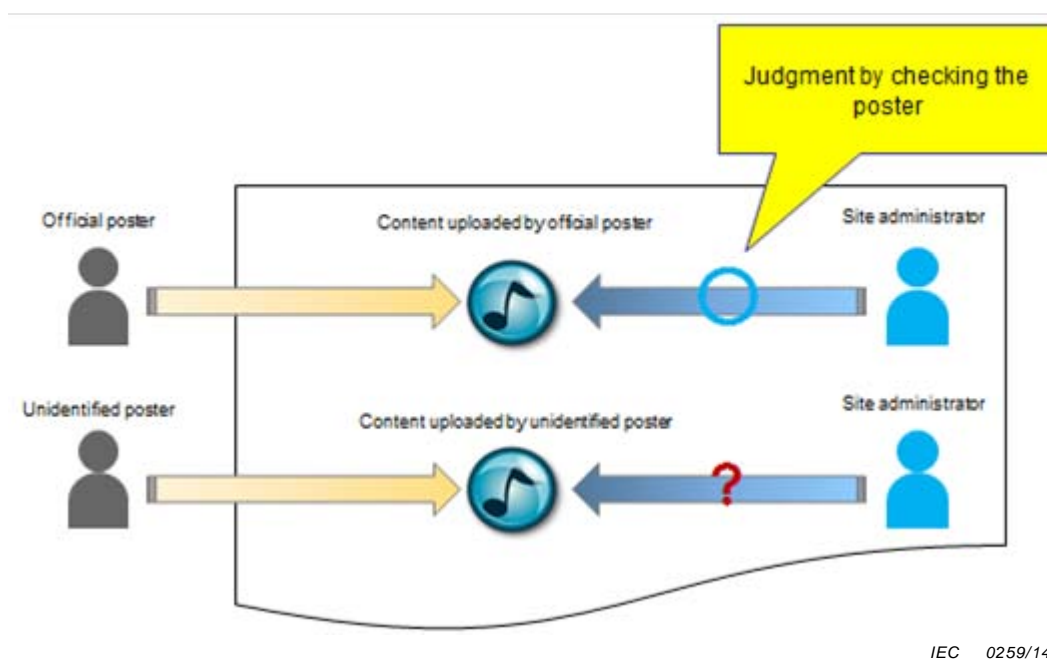 Judgment by checking the
poster
Official poster
Content uploaded by official poster
Site administrator
Unidentified poster
Content uploaded by unidentified poster
Site administrator
?
IEC 0259/14